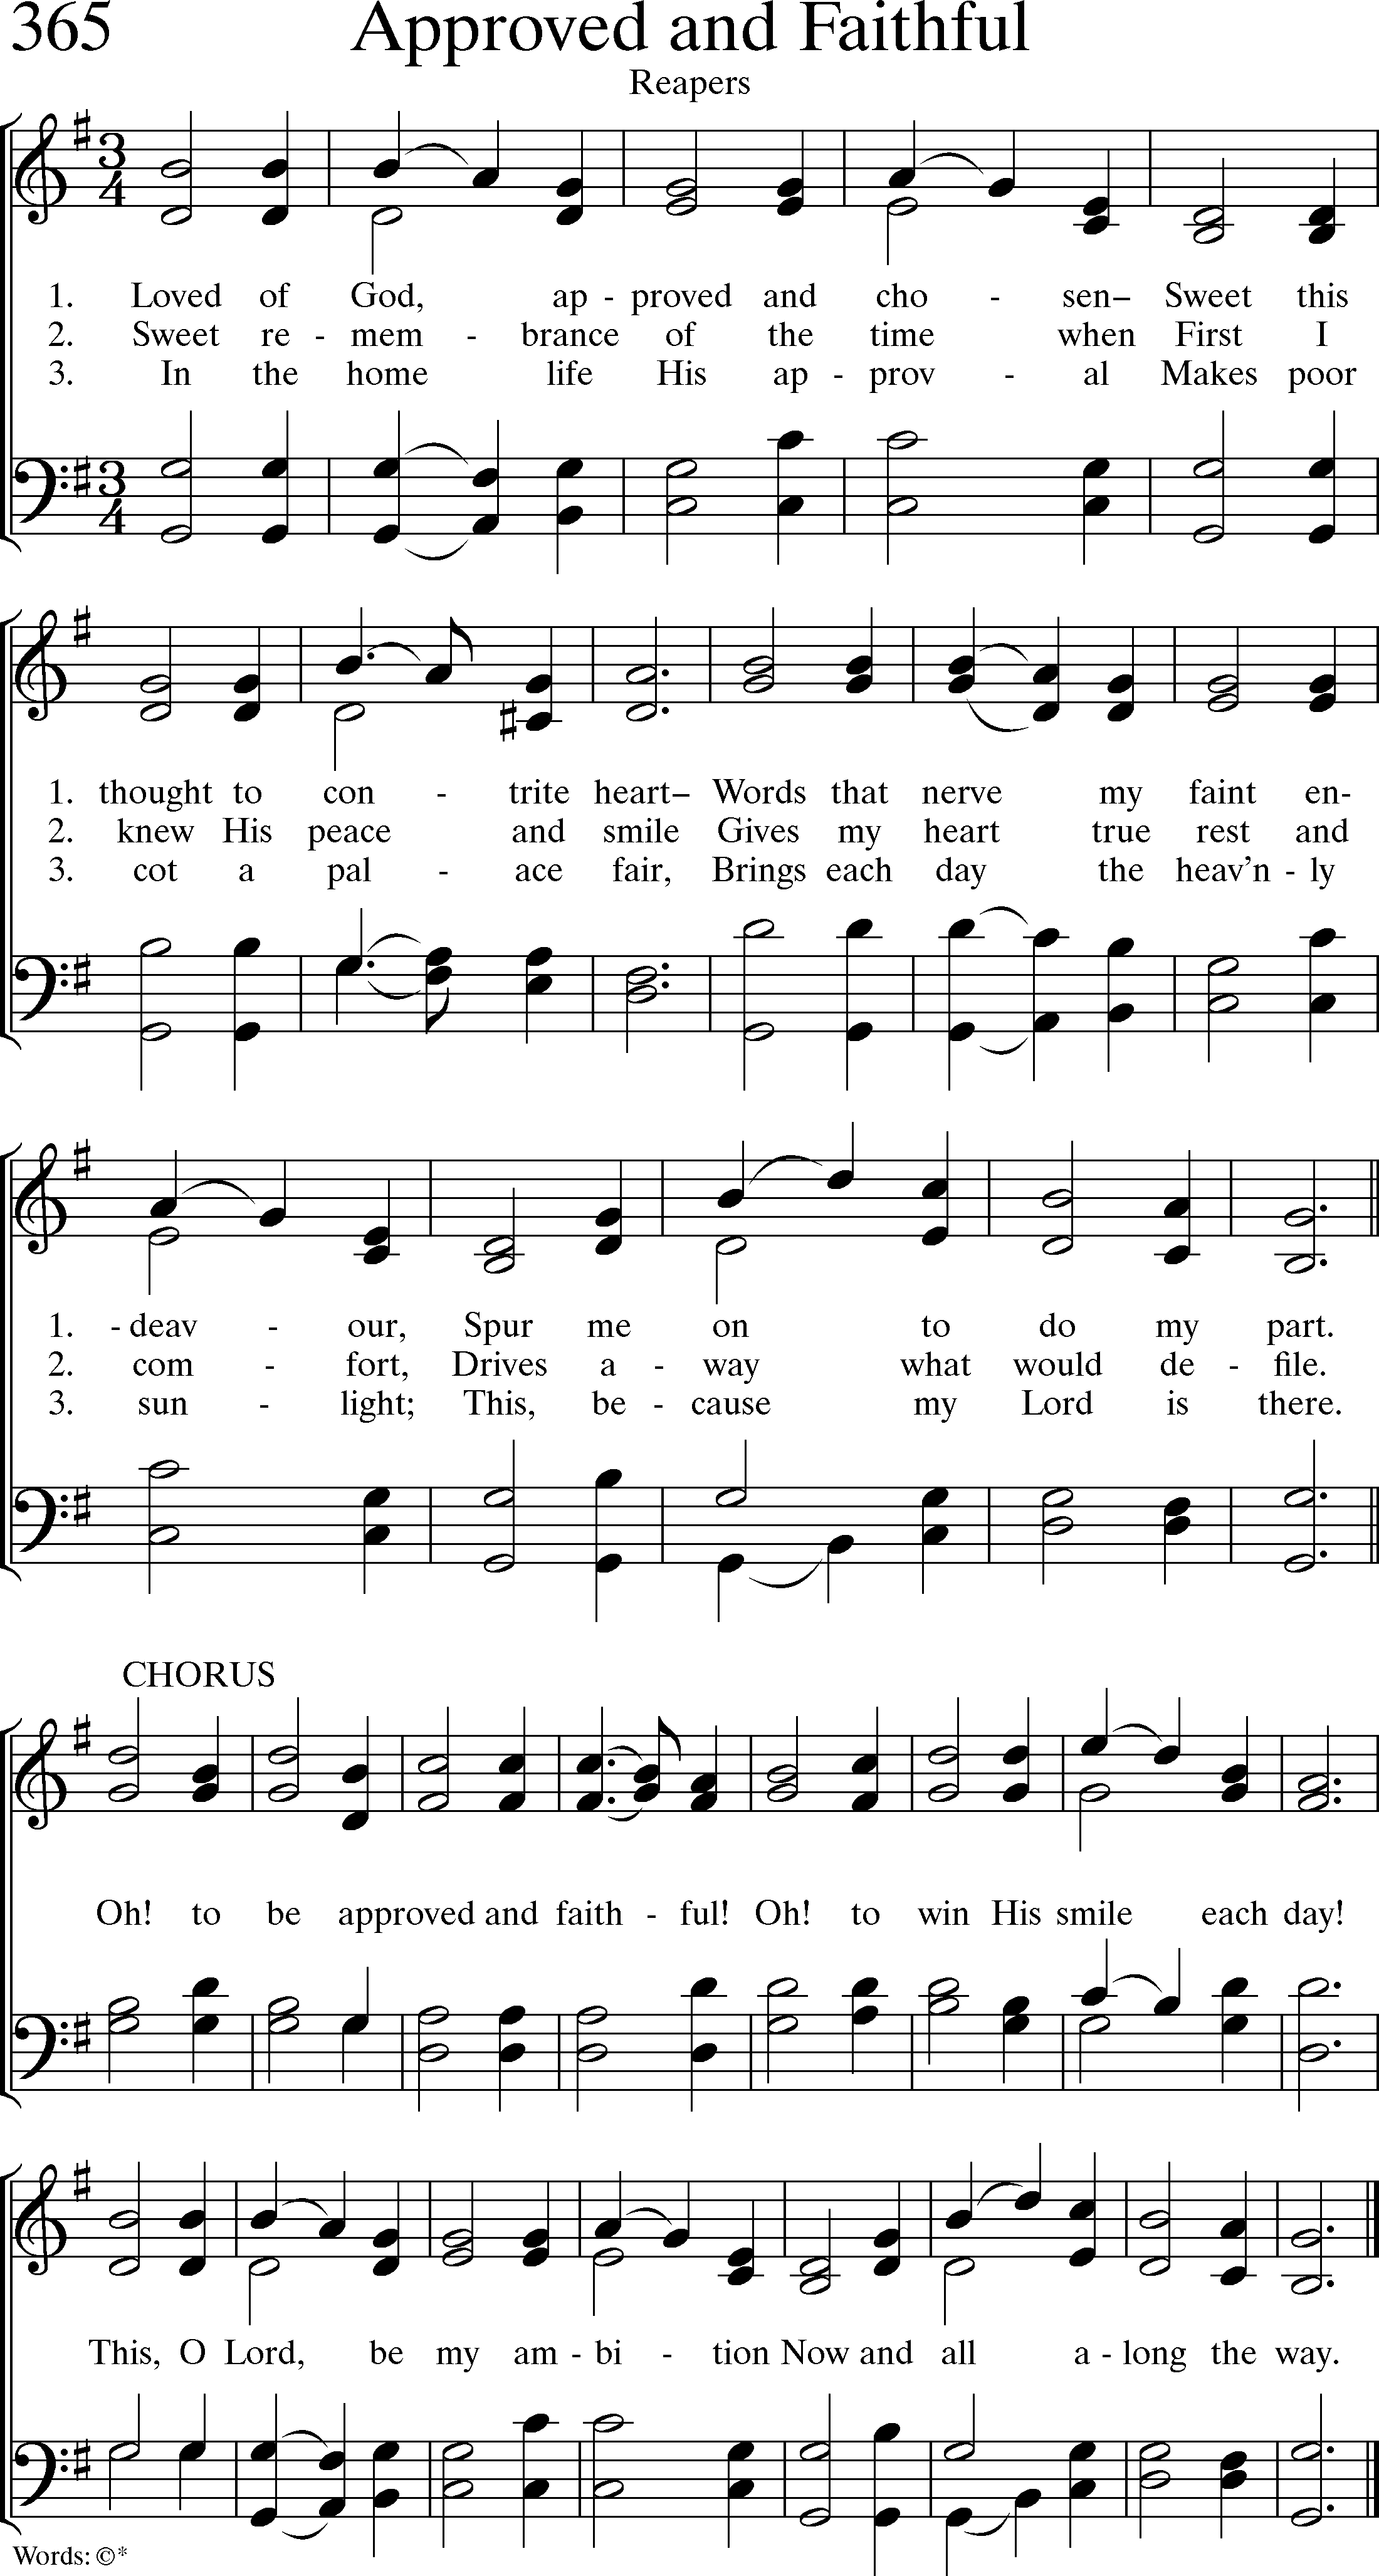 365 Approved and Faithful
Reapers
3 4
1. Loved of God, ap - proved and cho - sen– Sweet this
2. Sweet re - mem - brance of the time when First I
3. In the home life His ap - prov - al Makes poor
3 4
1. thought to con - trite heart– Words that nerve my faint en-
2. knew His peace and smile Gives my heart true rest and
3. cot a pal - ace fair, Brings each day the heav'n - ly
1. - deav - our, Spur me on to do my part.
2. com - fort, Drives a - way what would de - file.
3. sun - light; This, be - cause my Lord is there.
CHORUS
Oh! to be approved and faith - ful! Oh! to win His smile each day!
This, O Lord, be my am - bi - tion Now and all a - long the way.
Words: ©*